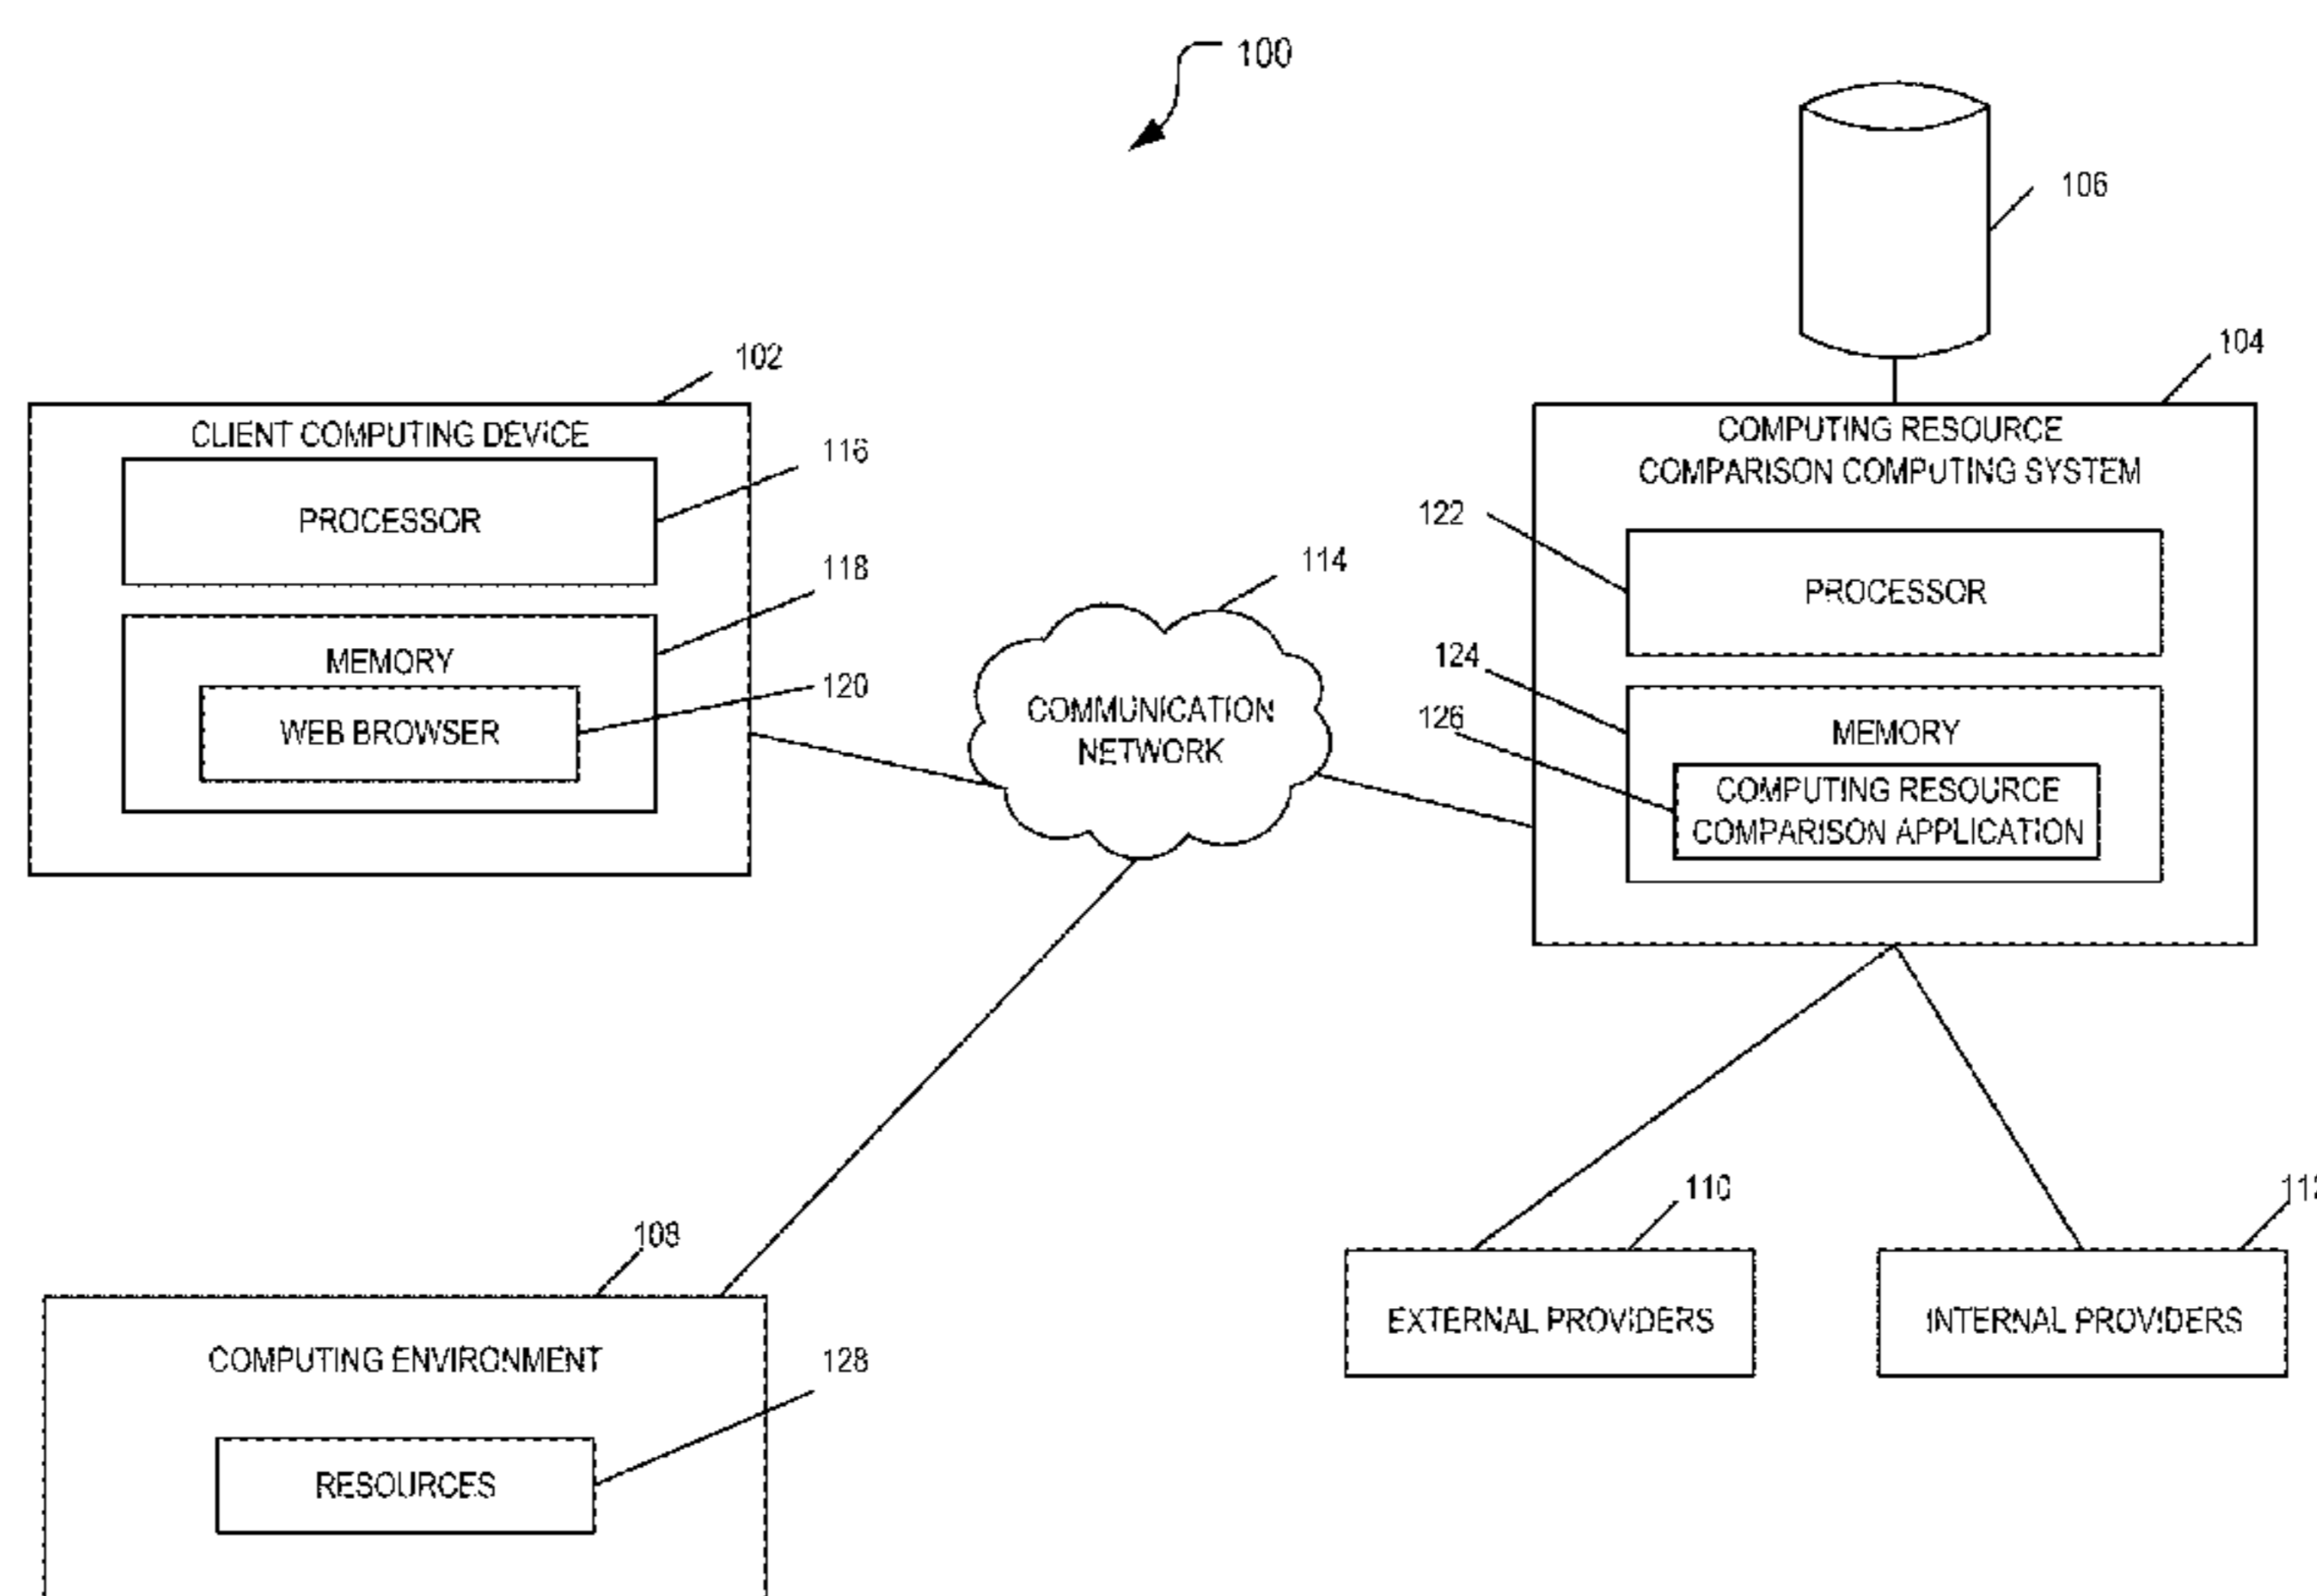 100
106
102
104
CLIENT COMPUTING DEVICE
116
PROCESSOR
118
MEMORY
120
WEB BROWSER
114
COMMUNICATION
NETWORK
COMPUTING RESOURCE
COMPARISON COMPUTING SYSTEM
122
PROCESSOR
124
126
MEMORY
COMPUTING RESOURCE
COMPARISON APPLICATION
108
COMPUTING ENVIRONMENT
128
RESOURCES
110
EXTERNAL PROVIDERS
112
INTERNAL PROVIDERS